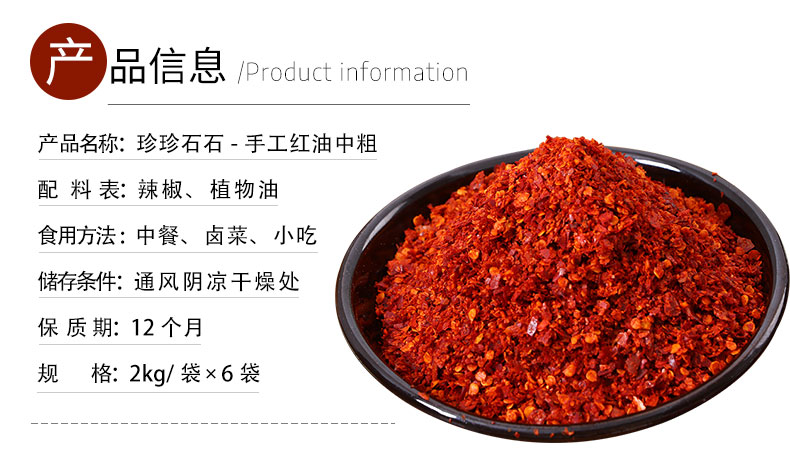 产品信息 /Product information
产品名称: 珍珍石石 - 手工红油中粗
配 料 表: 辣椒、植物油
食用方法: 中餐、卤菜、小吃
储存条件: 通风阴凉干燥处
保 质 期: 12 个月
规 格: 2kg/ 袋×6 袋